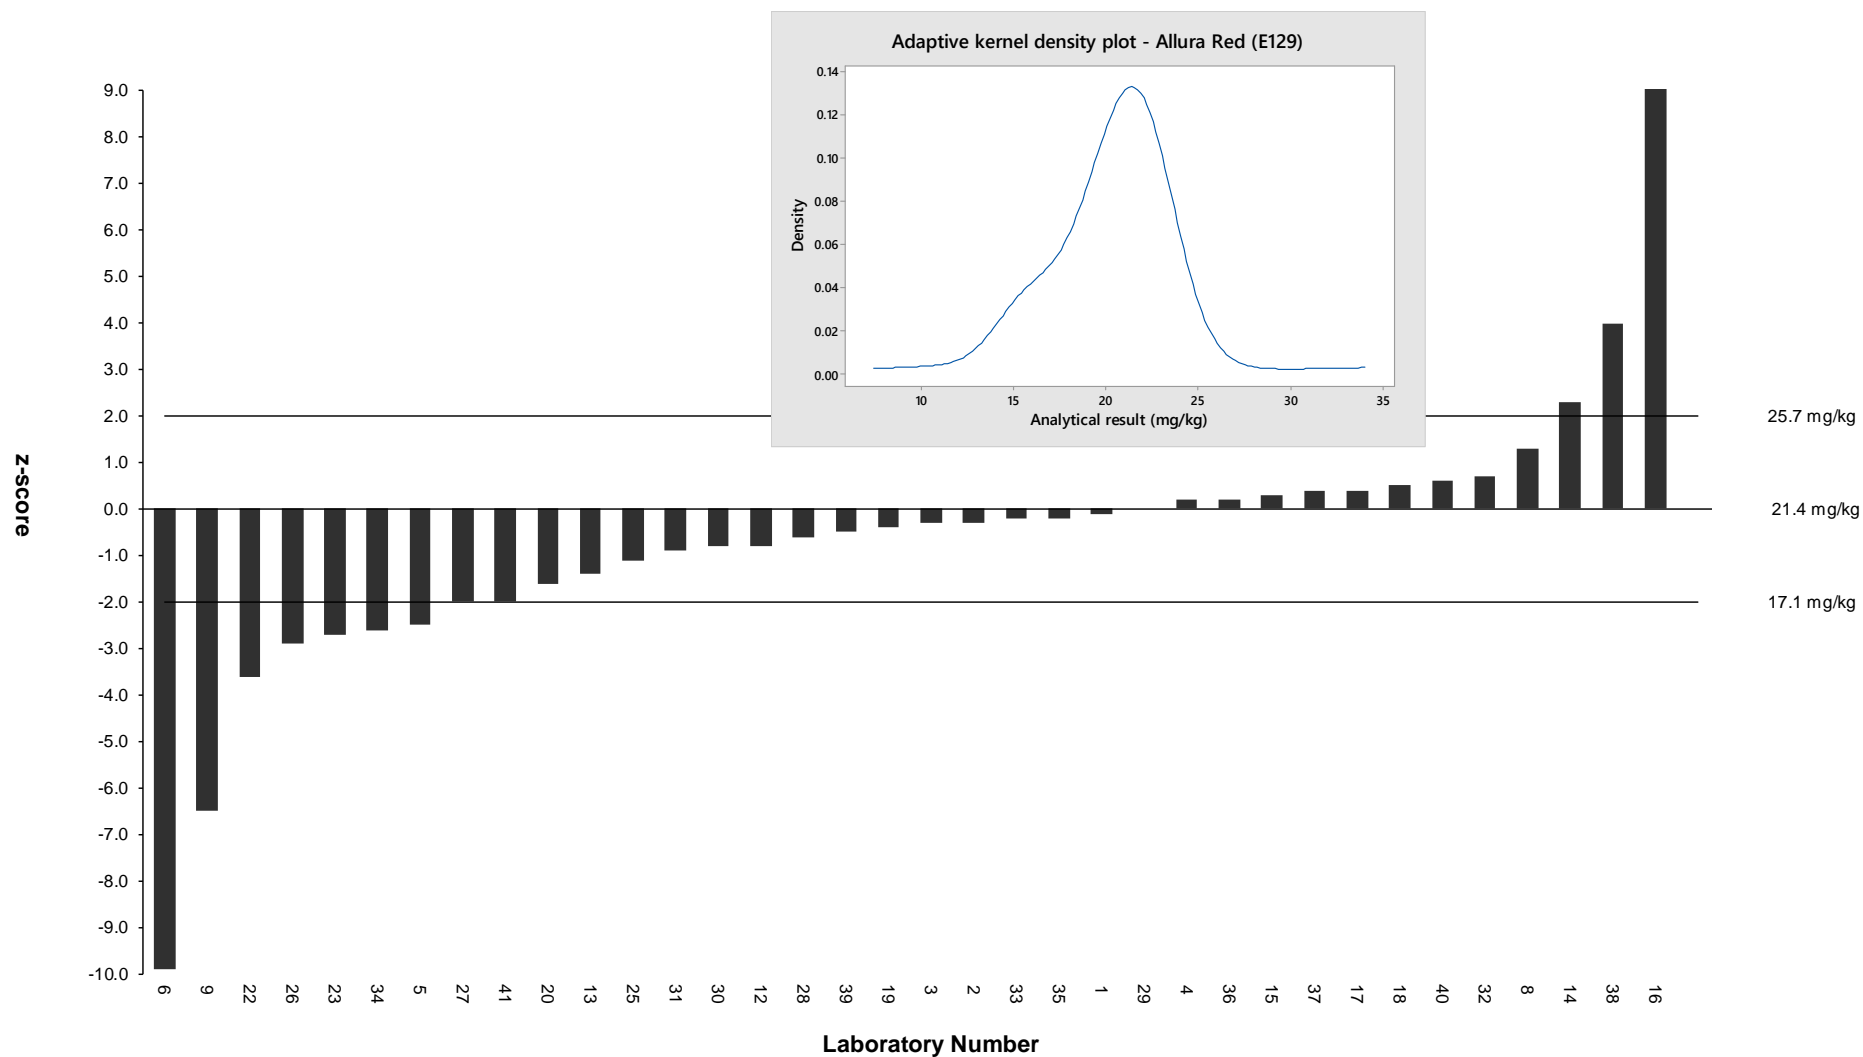 Adaptive kernel density plot - Allura Red (E129)
0.14
0.12
0.10
0.08
0.06
0.04
0.02
0.00
Density
10 15 20 25 30 35
Analytical result (mg/kg)
9.0
8.0
7.0
6.0
5.0
4.0
3.0
2.0
1.0
0.0
-1.0
-2.0
-3.0
-4.0
-5.0
-6.0
-7.0
-8.0
-9.0
-10.0
z-score
25.7 mg/kg
21.4 mg/kg
17.1 mg/kg
6 9 22 26 23 34 5 27 41 20 13 25 31 30 12 28 39 19 3 2 33 35 1 29 4 36 15 37 17 18 40 32 8 14 38 16
Laboratory Number